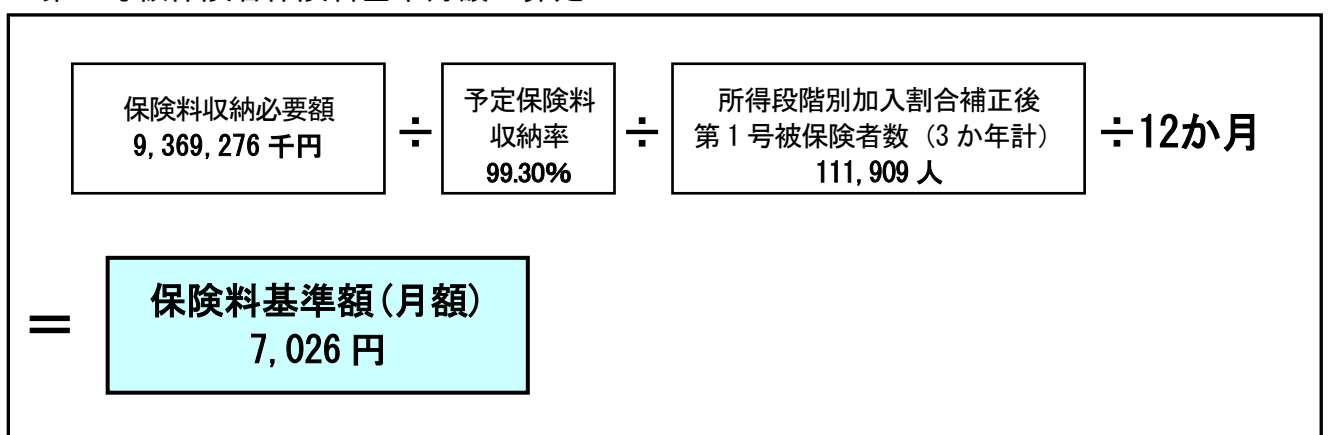 保険料収納必要額
9,369,276 千円
÷
予定保険料
収納率
99.30%
÷
所得段階別加入割合補正後
第1号被保険者数（3か年計）
111,909 人
÷12か月
＝
保険料基準額(月額)
7,026 円